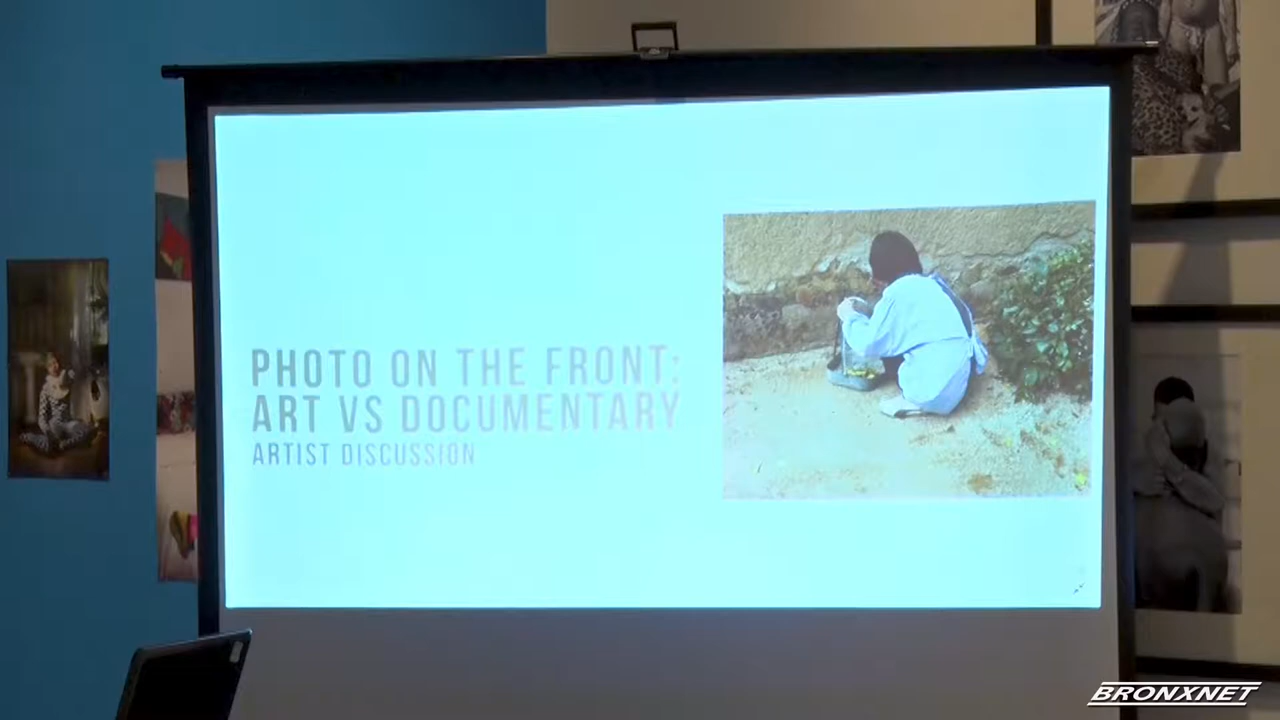 PHOTO ON THE FRONT:
ART VS DOCUMENTARY
ARTIST DISCUSSION
BRONXNET